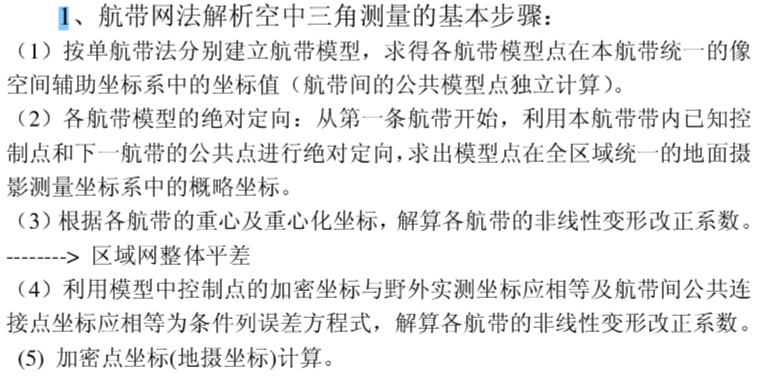 1、航带网法解析空中三角测量的基本步骤：
（1）按单航带法分别建立航带模型，求得各航带模型点在本航带统一的像
空间辅助坐标系中的坐标值（航带间的公共模型点独立计算）。
（2）各航带模型的绝对定向：从第一条航带开始，利用本航带带内已知控
制点和下一航带的公共点进行绝对定向，求出模型点在全区域统一的地面摄
影测量坐标系中的概略坐标。
（3）根据各航带的重心及重心化坐标，解算各航带的非线性变形改正系数。
--------> 区域网整体平差
（4）利用模型中控制点的加密坐标与野外实测坐标应相等及航带间公共连
接点坐标应相等为条件列误差方程式，解算各航带的非线性变形改正系数。
(5) 加密点坐标(地摄坐标)计算。